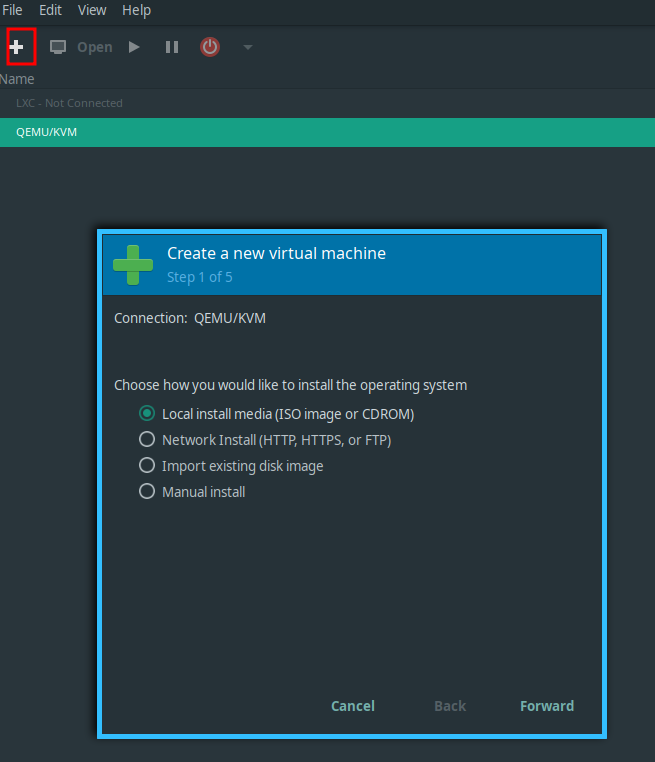 File Edit View Help
Open
Name
LXC - Not Connected
QEMU/KVM
Create a new virtual machine
Step 1 of 5
Connection: QEMU/KVM
Choose how you would like to install the operating system
Local install media (ISO image or CDROM)
Network Install (HTTP, HTTPS, or FTP)
Import existing disk image
Manual install
Cancel Back Forward